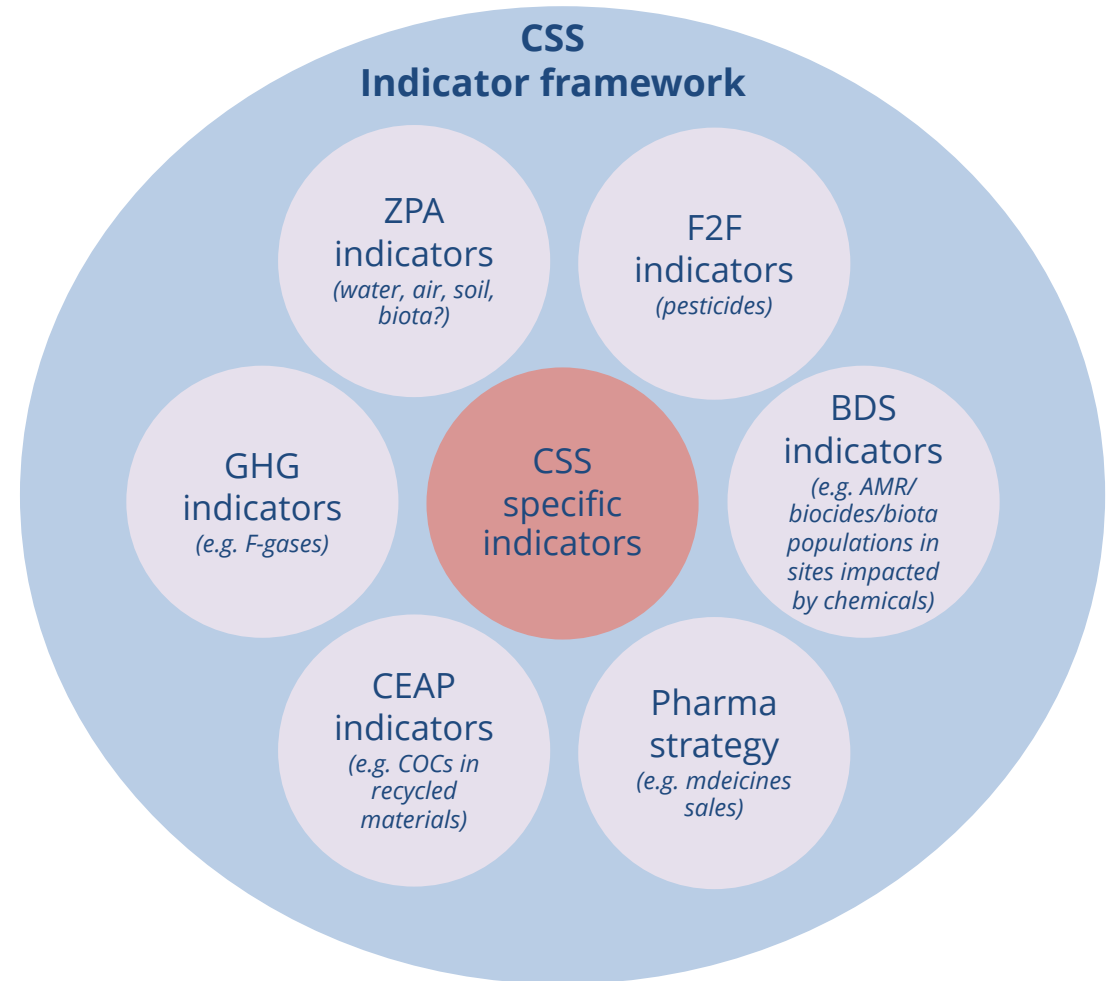 CSS
Indicator framework
ZPA
indicators
(water, air, soil,
biota?)
F2F
indicators
(pesticides)
GHG
indicators
(e.g. F-gases)
CSS
specific
indicators
BDS
indicators
(e.g. AMR/
biocides/biota
populations in
sites impacted
by chemicals)
CEAP
indicators
(e.g. COCs in
recycled
materials)
Pharma
strategy
(e.g. mdeicines
sales)